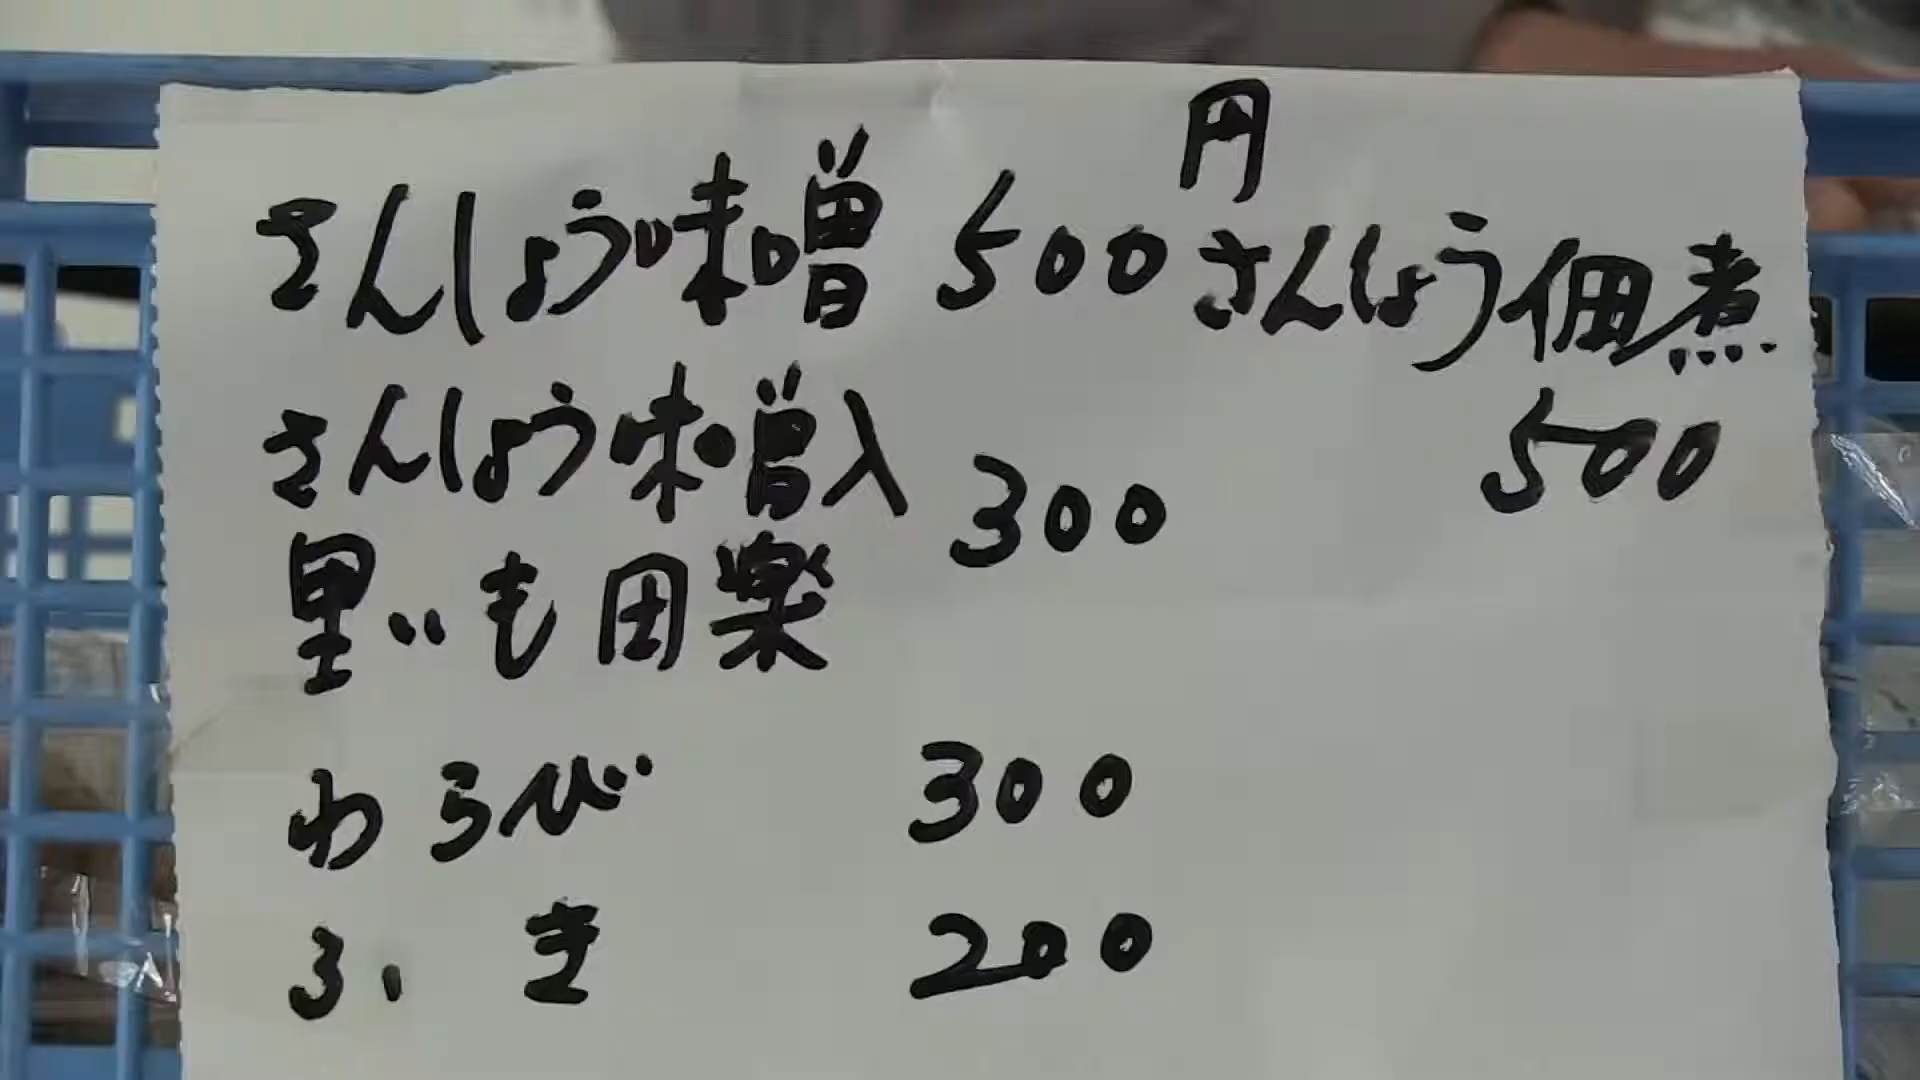 円
さんしょう味噌 500 さんしょう佃煮
500
さんしょう味噌入 300
里いも田楽
わらび 300
ふき 200